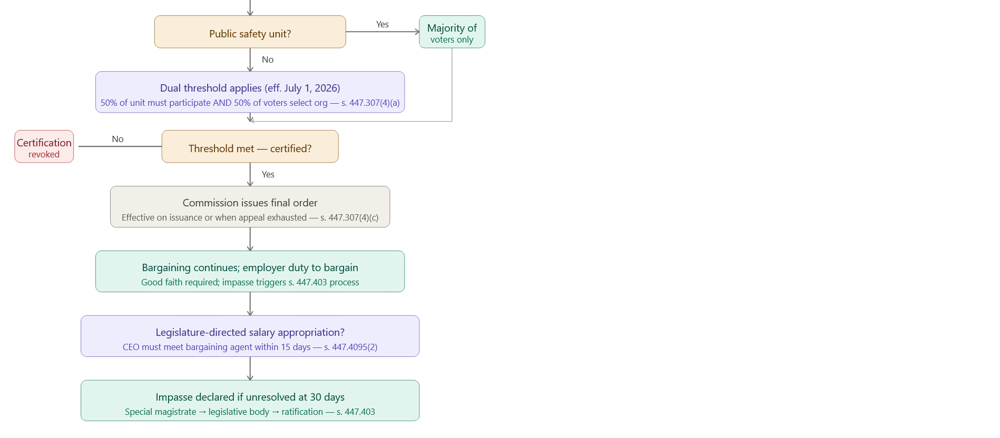 Public safety unit?
Yes
Majority of
voters only
No
Dual threshold applies (eff. July 1, 2026)
50% of unit must participate AND 50% of voters select org — s. 447.307(4)(a)
Certification
revoked
No
Threshold met — certified?
Yes
Commission issues final order
Effective on issuance or when appeal exhausted — s. 447.307(4)(c)
Bargaining continues; employer duty to bargain
Good faith required; impasse triggers s. 447.403 process
Legislature-directed salary appropriation?
CEO must meet bargaining agent within 15 days — s. 447.4095(2)
Impasse declared if unresolved at 30 days
Special magistrate → legislative body → ratification — s. 447.403